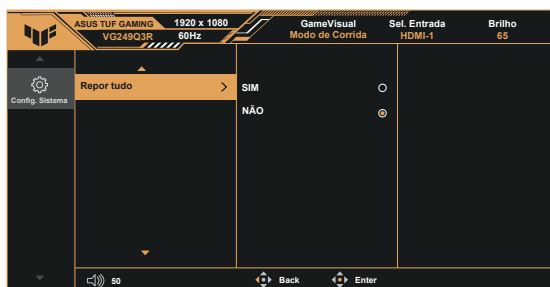 ASUS TUF GAMING 1920 x 1080 GameVisual Sel. Entrada Brilho
VG249Q3R 60Hz Modo de Corrida HDMI-1 65
Config. Sistema
Repor tudo
SIM
NÃO
50 Back Enter